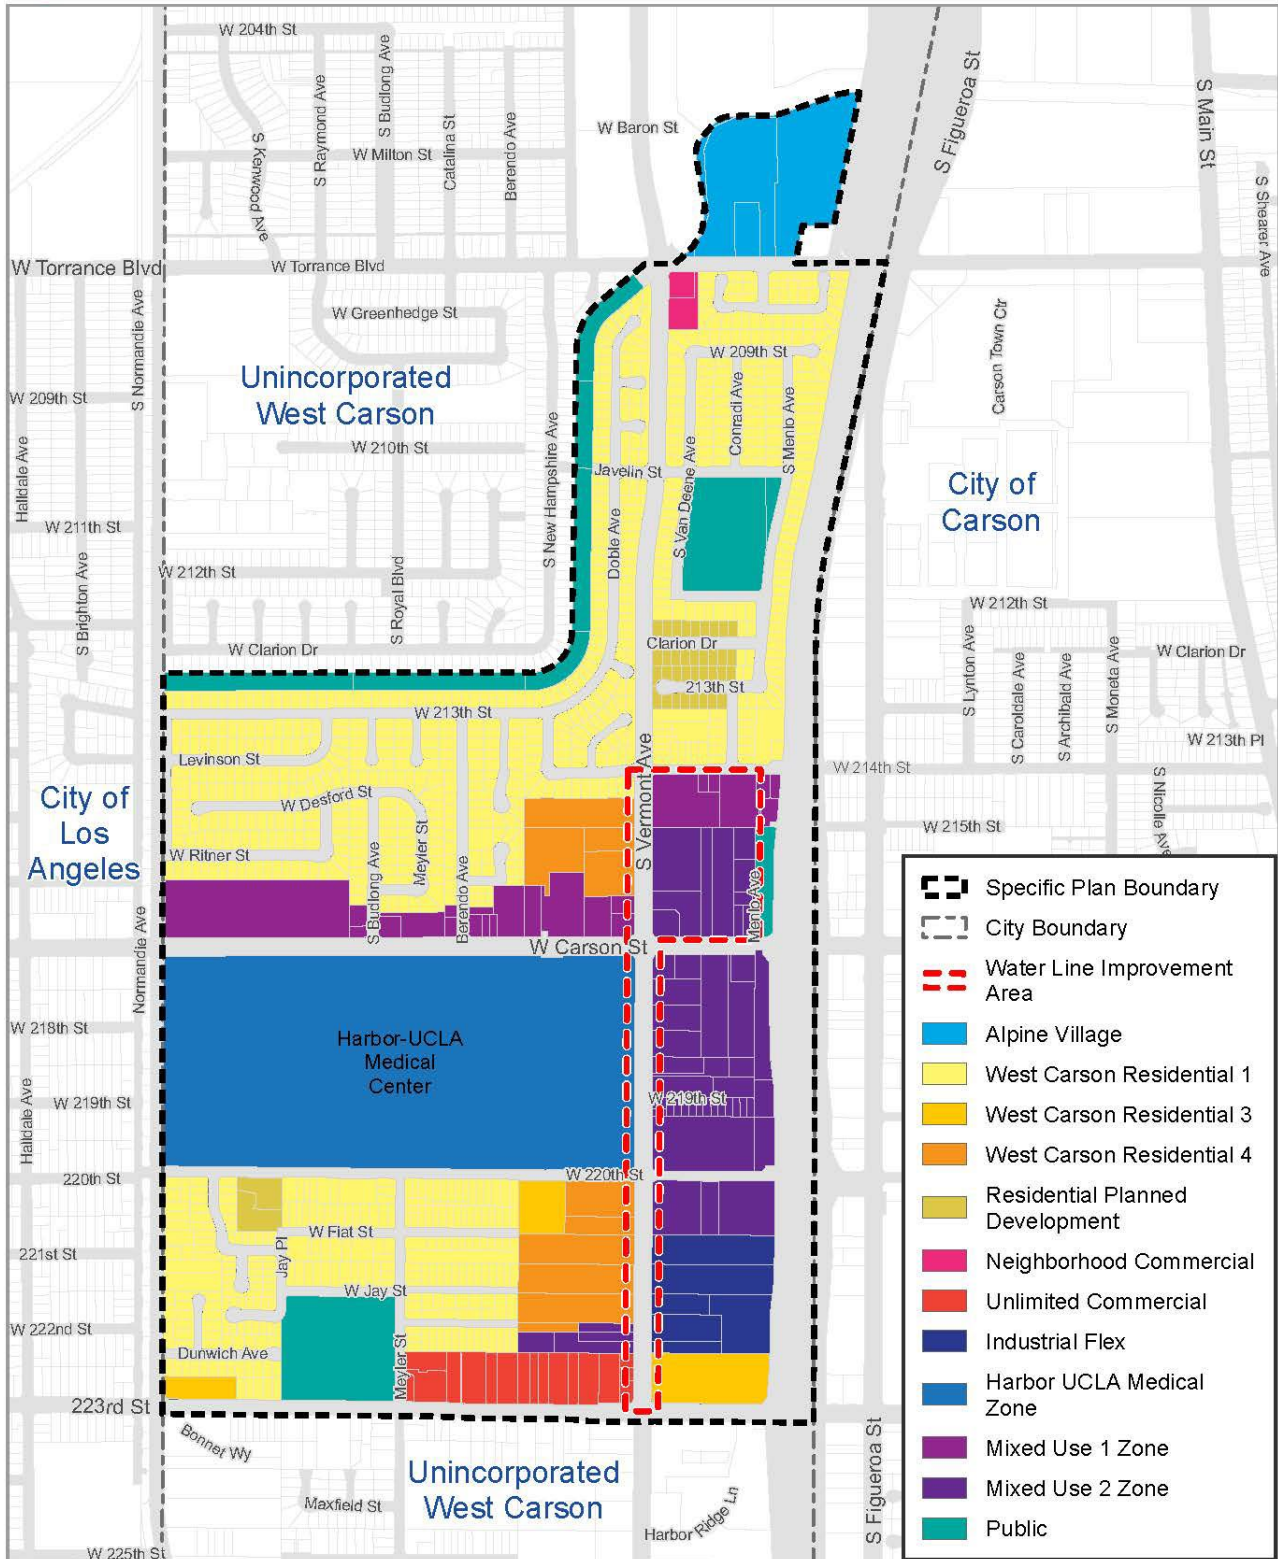 W 204th St
S Kenwood Ave
S Raymond Ave
S Budlong Ave
Catalina St
Berendo Ave
W Milton St
W Baron St
S Figueroa St
S Main St
S Shearer Ave
W Torrance Blvd
W Torrance Blvd
S Normandie Ave
W Greenhedge St
Unincorporated
West Carson
W 209th St
W 209th St
Carson Town Ctr
Conradi Ave
S Menlo Ave
Halldale Ave
W 210th St
S New Hampshire Ave
Javelin St
S Van Deene Ave
City of
Carson
W 211th St
Doble Ave
S Brighton Ave
W 212th St
S Royal Blvd
W 212th St
W Clarion Dr
Clarion Dr
W Clarion Dr
S Lynton Ave
S Caroldale Ave
S Archibald Ave
S Moneta Ave
213th St
W 213th St
W 213th Pl
Levinson St
S Vermont Ave
W 214th St
S Nicolle Ave
City of
Los
Angeles
W Desford St
W 215th St
W Ritner St
Meyler St
S Budlong Ave
Berendo Ave
Menlo Ave
Normandie Ave
W Carson St
W 218th St
Harbor-UCLA
Medical
Center
W 219th St
W 219th St
Halldale Ave
220th St
W 220th St
W Fiat St
221st St
Jay Pl
W Jay St
W 222nd St
Dunwich Ave
Meyler St
223rd St
Bonnet Wy
Unincorporated
West Carson
Maxfield St
Harbor Ridge Ln
S Figueroa St
W 225th St
Specific Plan Boundary
City Boundary
Water Line Improvement
Area
Alpine Village
West Carson Residential 1
West Carson Residential 3
West Carson Residential 4
Residential Planned
Development
Neighborhood Commercial
Unlimited Commercial
Industrial Flex
Harbor UCLA Medical
Zone
Mixed Use 1 Zone
Mixed Use 2 Zone
Public